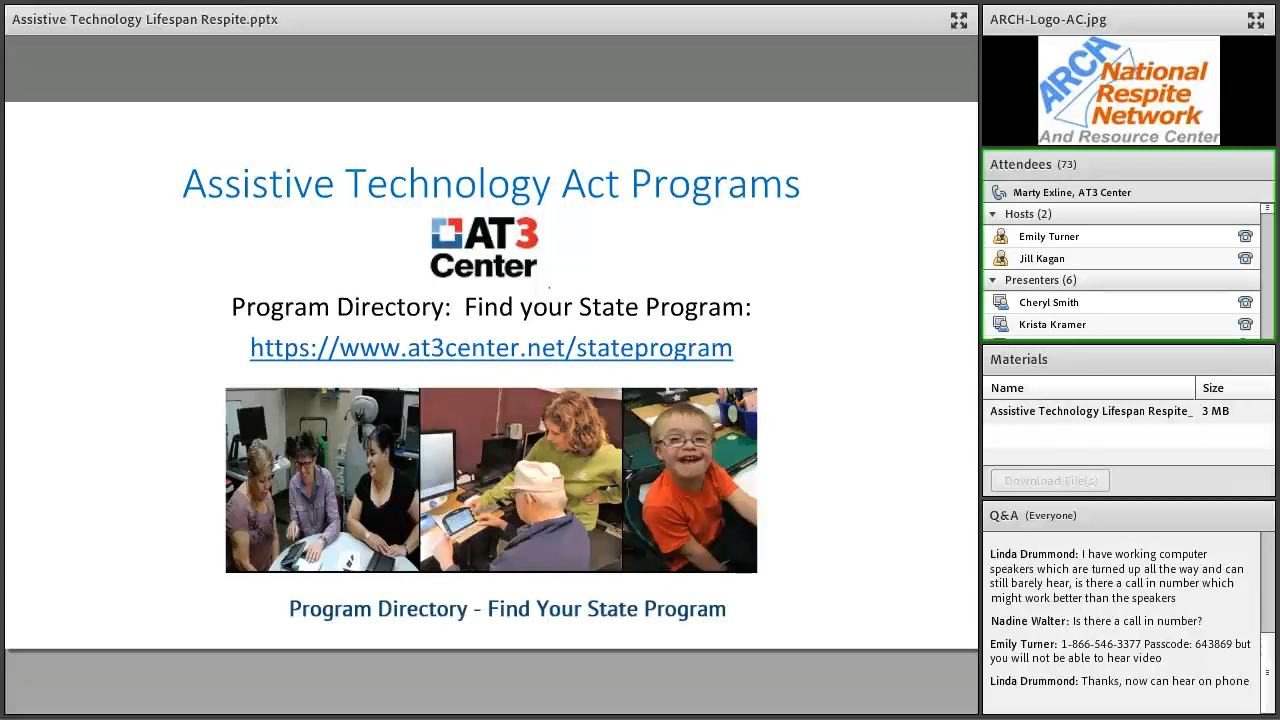 Assistive Technology Lifespan Respite.pptx
Assistive Technology Act Programs
AT3
Center
Program Directory:  Find your State Program:
https://www.at3center.net/stateprogram
Program Directory - Find Your State Program
ARCH-Logo-AC.jpg
ARCH
National
Respite
Network
And Resource Center
Attendees (73)
Marty Exline, AT3 Center
Hosts (2)
Emily Turner
Jill Kagan
Presenters (6)
Cheryl Smith
Krista Kramer
Materials
Name Size
Assistive Technology Lifespan Respite_ 3 MB
Download File(s)
Q&A (Everyone)
Linda Drummond: I have working computer
speakers which are turned up all the way and can
still barely hear, is there a call in number which
might work better than the speakers
Nadine Walter: Is there a call in number?
Emily Turner: 1-866-546-3377 Passcode: 643869 but
you will not be able to hear video
Linda Drummond: Thanks, now can hear on phone